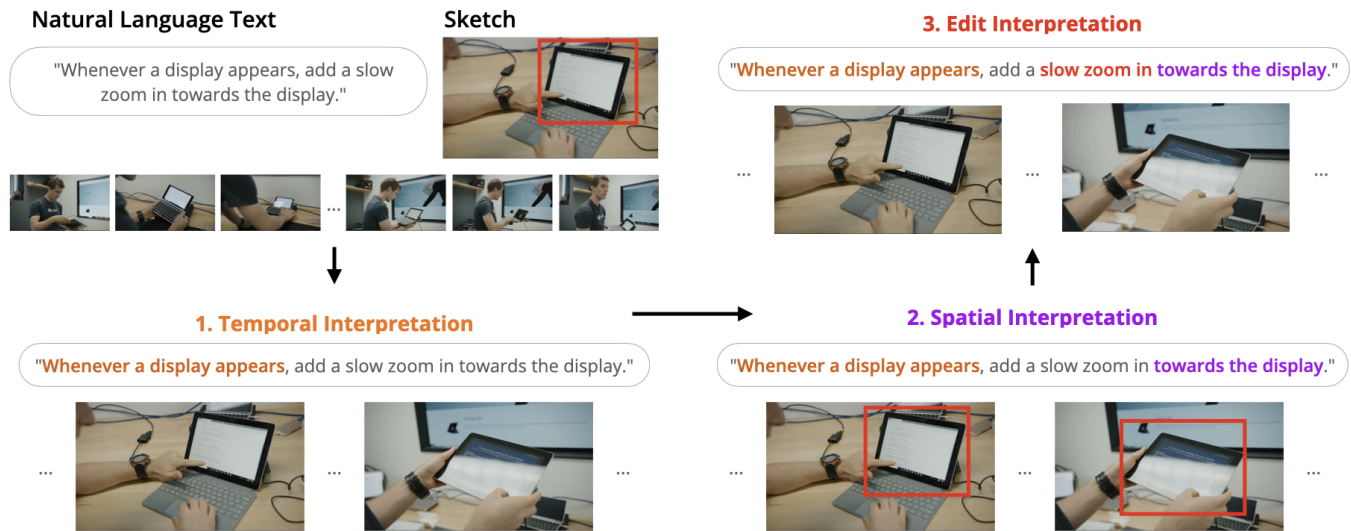 Natural Language Text
Sketch
"Whenever a display appears, add a slow
zoom in towards the display."
...
1. Temporal Interpretation
"Whenever a display appears, add a slow zoom in towards the display."
...
...
...
2. Spatial Interpretation
"Whenever a display appears, add a slow zoom in towards the display."
...
...
...
3. Edit Interpretation
"Whenever a display appears, add a slow zoom in towards the display."
...
...
...